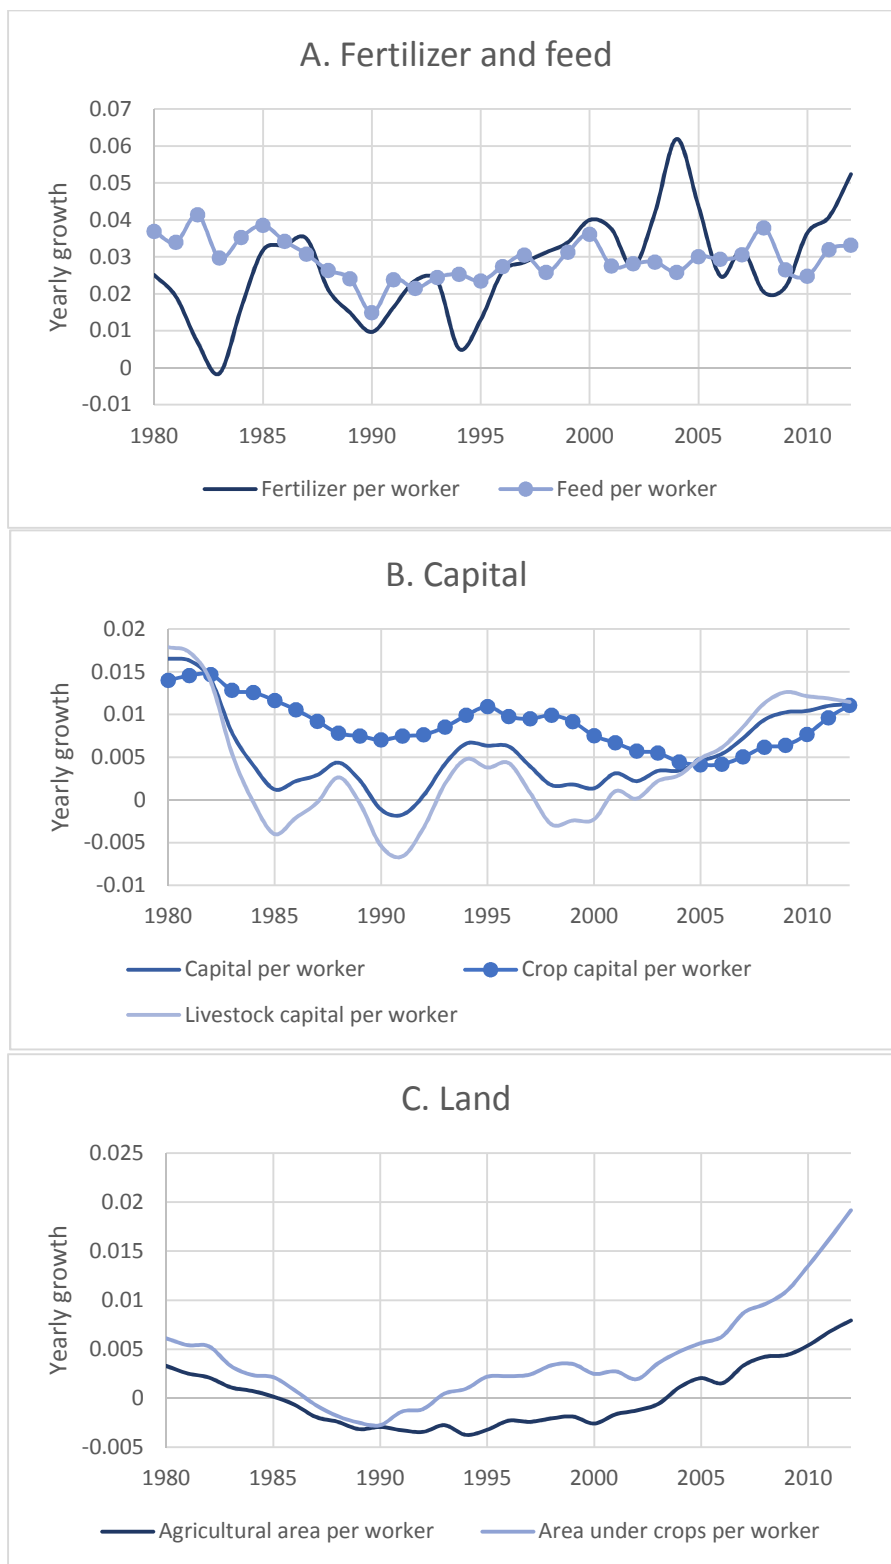 A. Fertilizer and feed
Yearly growth
0.07
0.06
0.05
0.04
0.03
0.02
0.01
0
-0.01
1980 1985 1990 1995 2000 2005 2010
Fertilizer per worker Feed per worker
B. Capital
Yearly growth
0.02
0.015
0.01
0.005
0
-0.005
-0.01
1980 1985 1990 1995 2000 2005 2010
Capital per worker Crop capital per worker
Livestock capital per worker
C. Land
Yearly growth
0.025
0.02
0.015
0.01
0.005
0
-0.005
1980 1985 1990 1995 2000 2005 2010
Agricultural area per worker Area under crops per worker